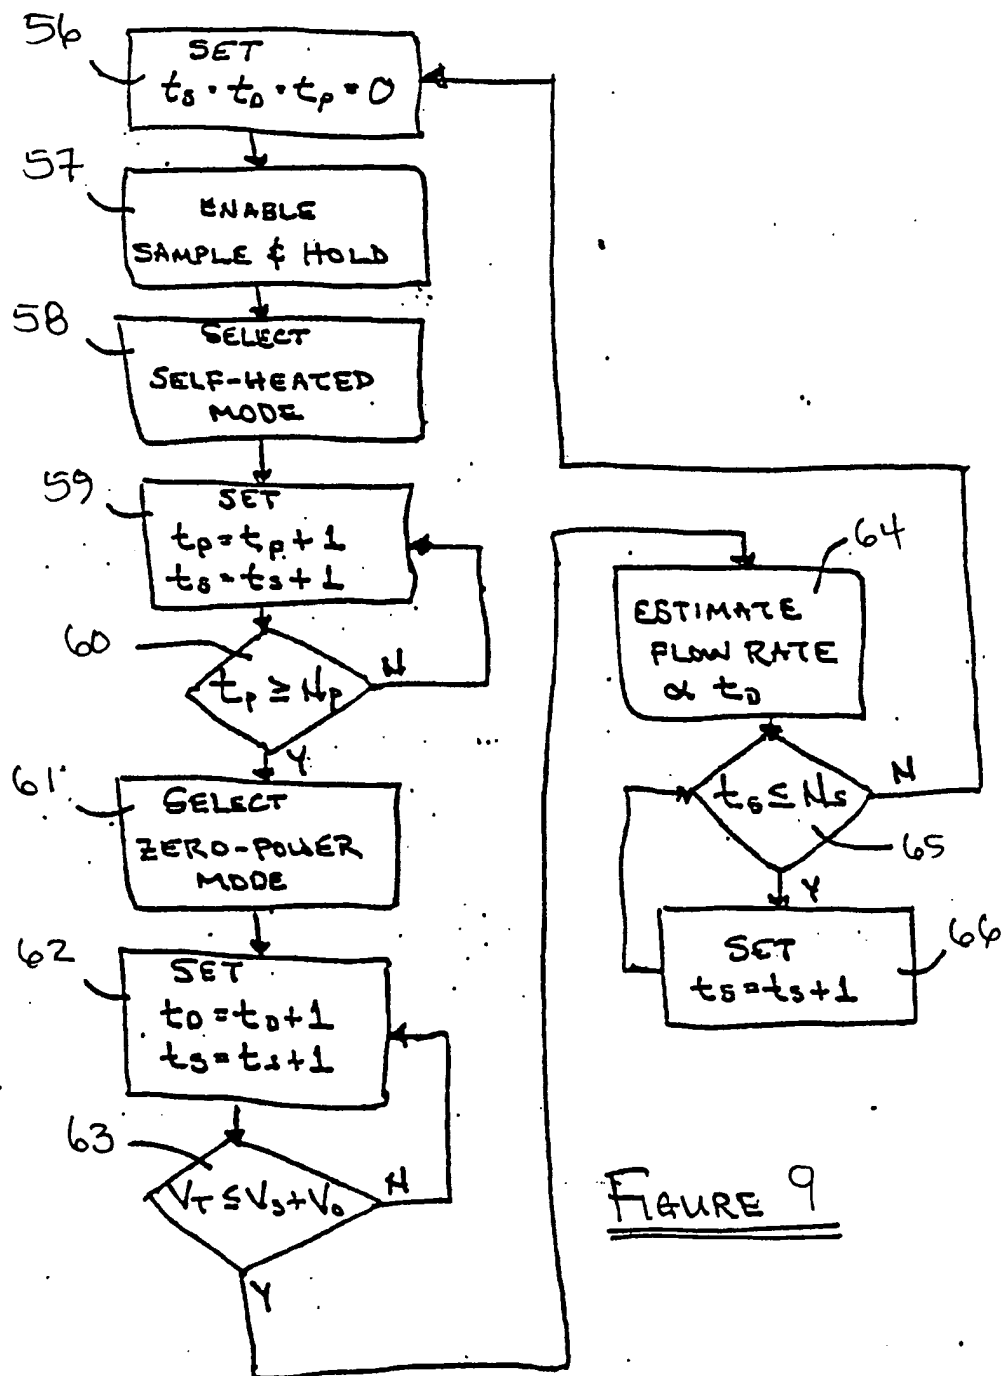 56
SET
ts = tD = tp = 0
57
ENABLE
SAMPLE & HOLD
58
SELECT
SELF-HEATED
MODE
59
SET
tp = tp + 1
ts = ts + 1
60
tp ≥ Np
N
Y
61
SELECT
ZERO-POWER
MODE
62
SET
tD = tD + 1
ts = ts + 1
63
VT ≤ Vs + Vo
N
Y
64
ESTIMATE
FLOW RATE
α tD
ts ≤ Ns
N
65
Y
66
SET
ts = ts + 1
FIGURE 9